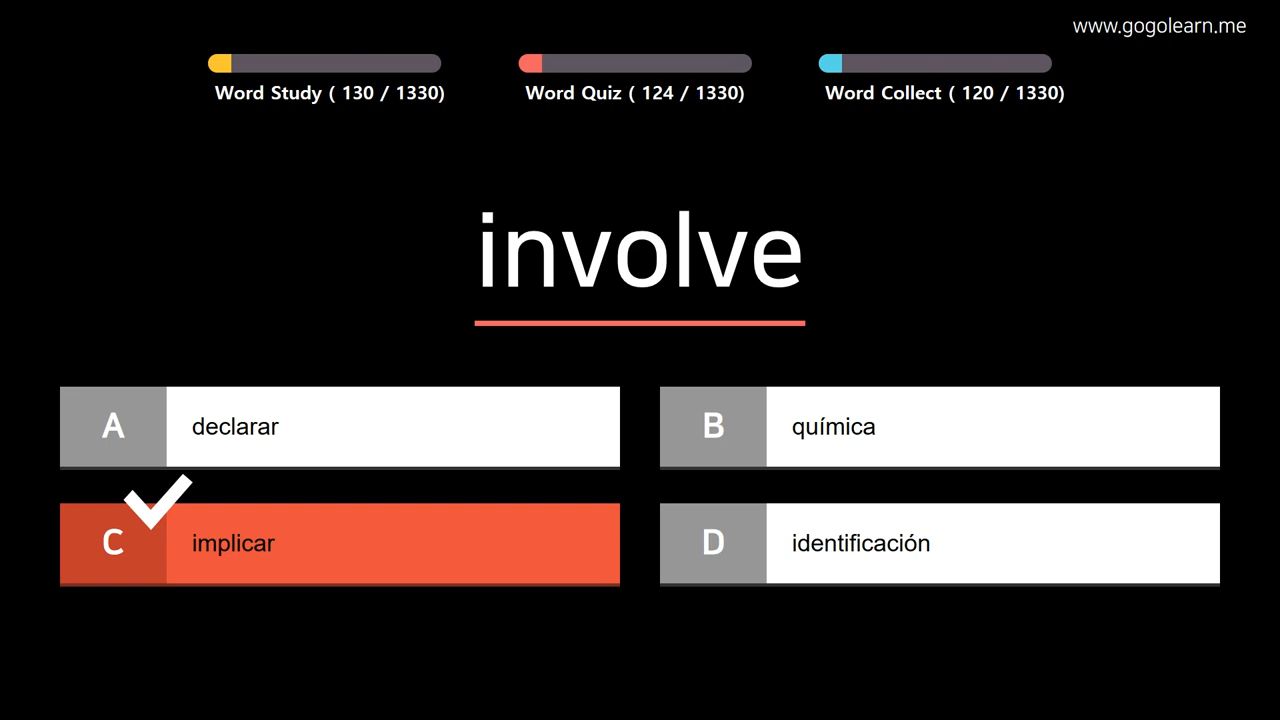 www.gogolearn.me
Word Study ( 130 / 1330)
Word Quiz ( 124 / 1330)
Word Collect ( 120 / 1330)
involve
A declarar
B química
C implicar
D identificación